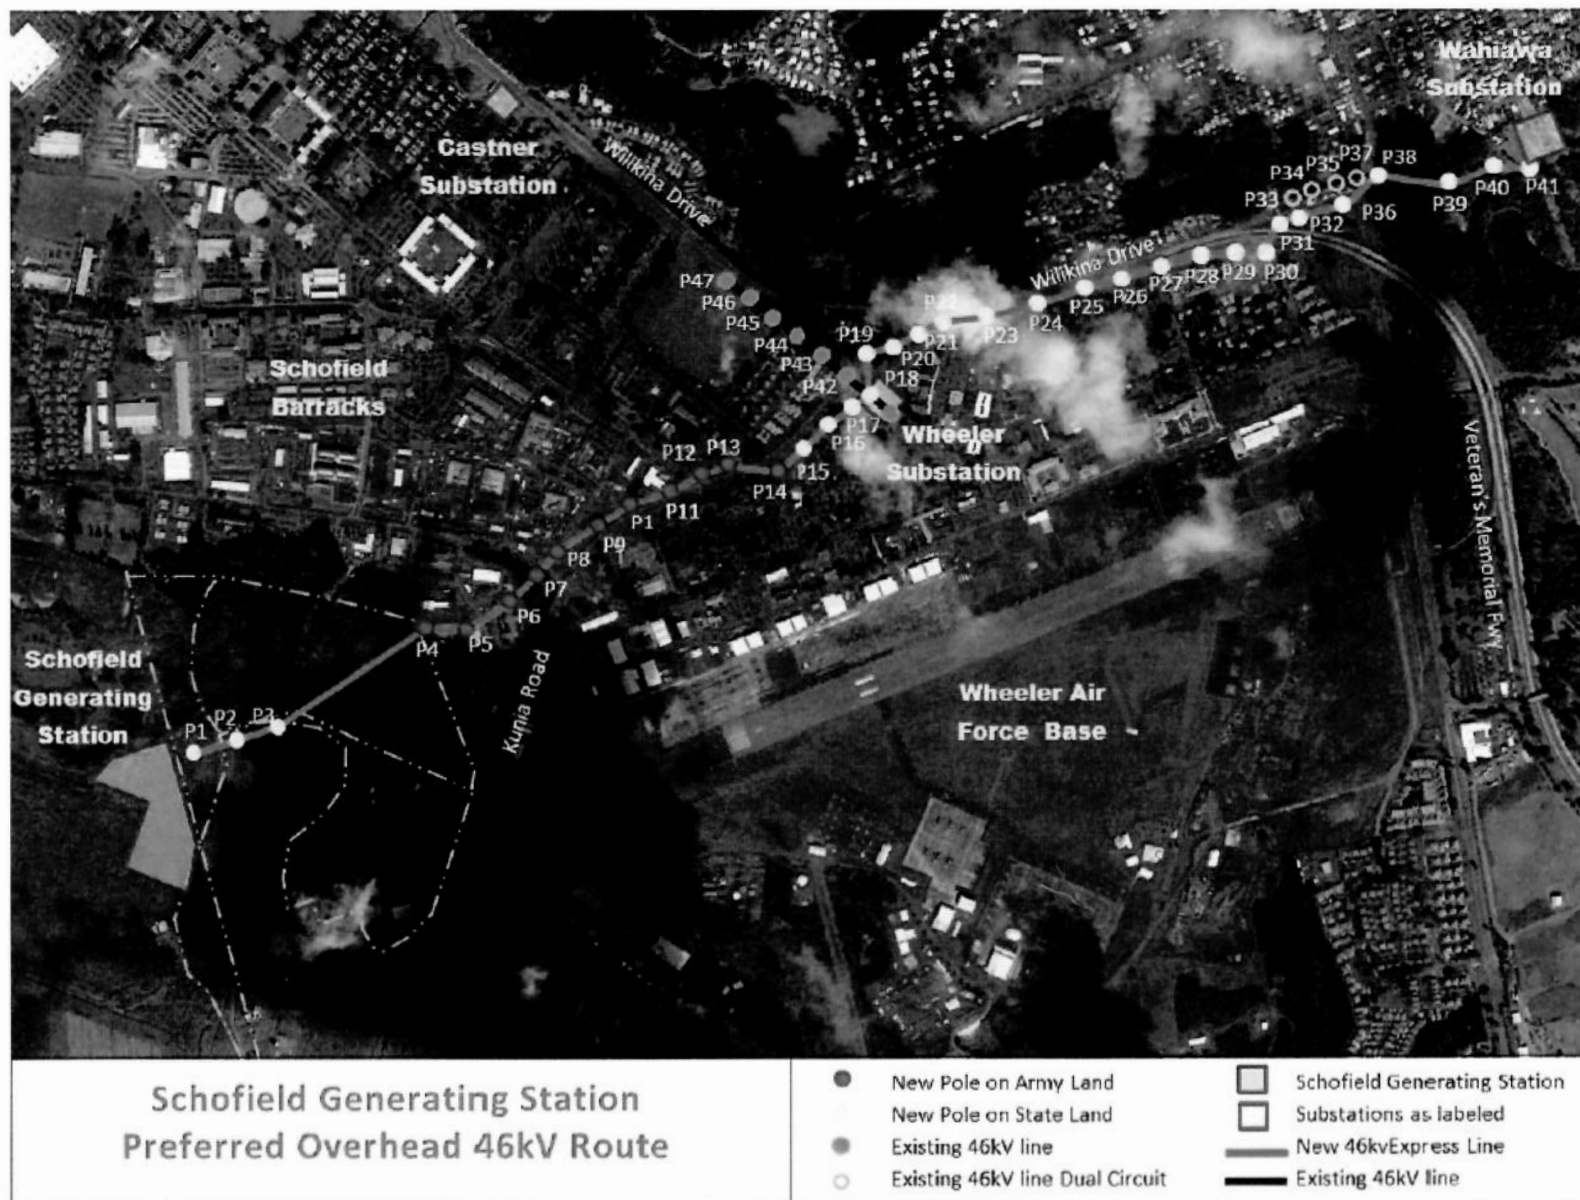 Wahiawa
Substation
Castner
Substation
Wilikina Drive
P37
P38
P35
P34
P33
P40
P41
P39
P36
P32
P31
Wilikina Drive
P30
P29
P28
P27
P26
P25
P24
P23
P22
P21
P20
P19
P18
P47
P46
P45
P44
P43
P42
P17
P16
P15
Wheeler
Substation
Schofield
Barracks
P14
P13
P12
P11
P1
P9
P8
P7
P6
P5
P4
Kunia Road
Veteran's Memorial Fwy
Schofield
Generating
Station
P1
P2
P3
Wheeler Air
Force Base
Schofield Generating Station
Preferred Overhead 46kV Route
New Pole on Army Land
New Pole on State Land
Existing 46kV line
Existing 46kV line Dual Circuit
Schofield Generating Station
Substations as labeled
New 46kvExpress Line
Existing 46kV line